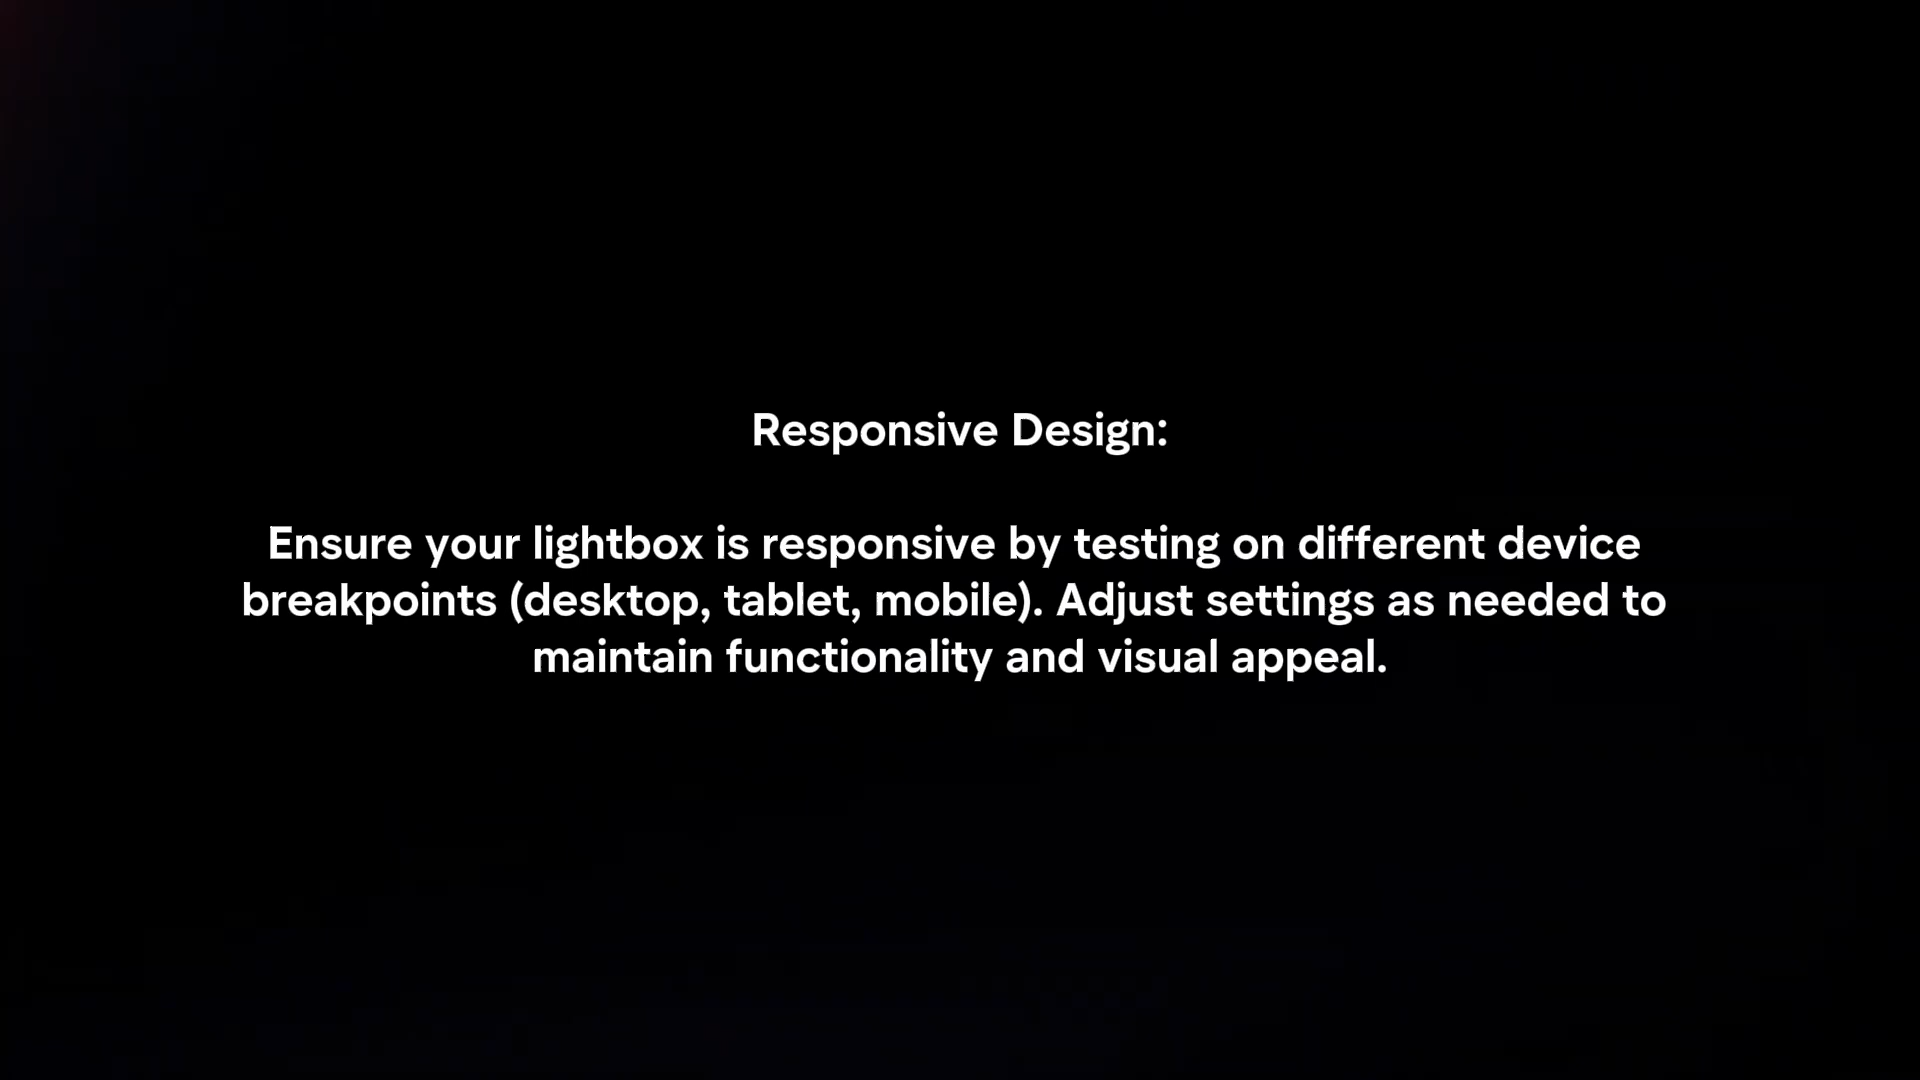 Responsive Design:
Ensure your lightbox is responsive by testing on different device
breakpoints (desktop, tablet, mobile). Adjust settings as needed to
maintain functionality and visual appeal.